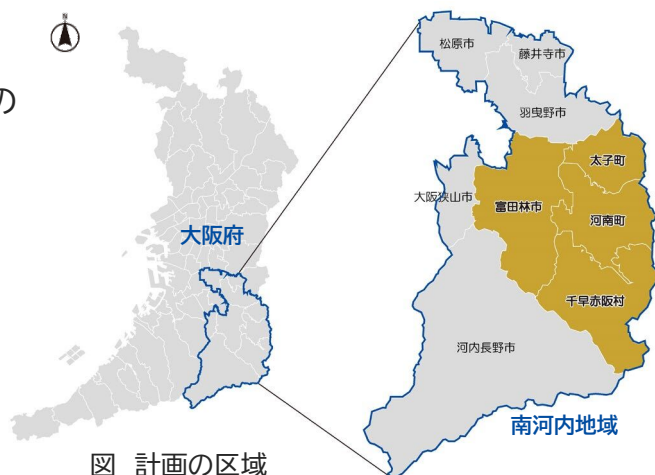 N
の
松原市
藤井寺市
羽曳野市
太子町
大阪狭山市
富田林市
河南町
大阪府
千早赤阪村
河内長野市
南河内地域
図 計画の区域